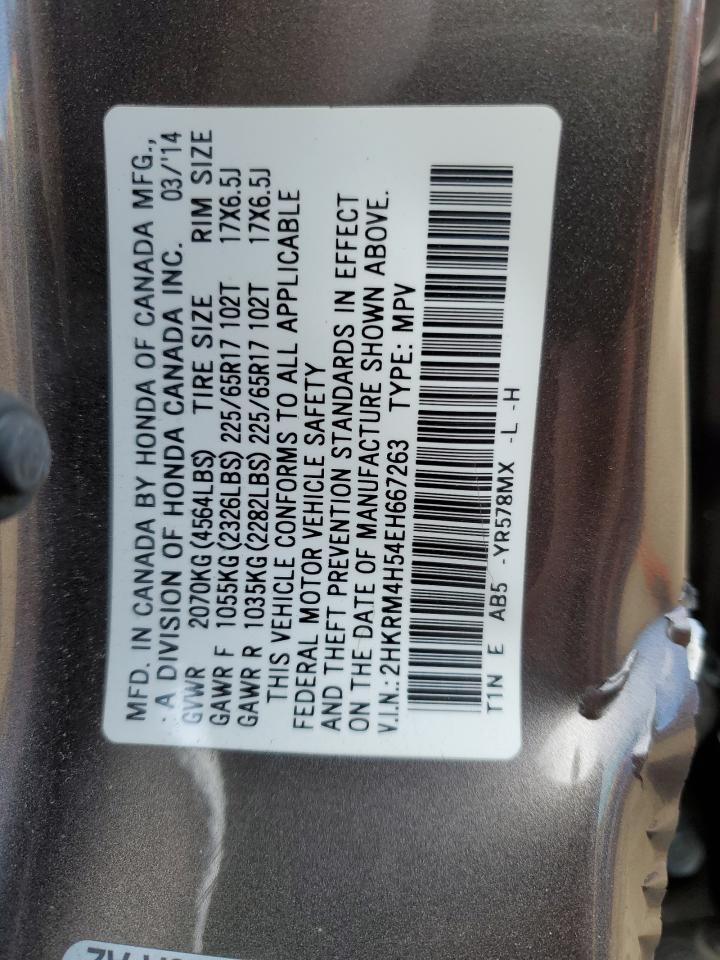 MFD. IN CANADA BY HONDA OF CANADA MFG.,
: A DIVISION OF HONDA CANADA INC. 03/'14
GVWR 2070KG (4564LBS) TIRE SIZE RIM SIZE
GAWR F 1055KG (2326LBS) 225/65R17 102T 17X6.5J
GAWR R 1035KG (2282LBS) 225/65R17 102T 17X6.5J
THIS VEHICLE CONFORMS TO ALL APPLICABLE
FEDERAL MOTOR VEHICLE SAFETY
AND THEFT PREVENTION STANDARDS IN EFFECT
ON THE DATE OF MANUFACTURE SHOWN ABOVE.
V.I.N.: 2HKRM4H54EH667263 TYPE: MPV
T1N E AB5 -YR578MX -L -H